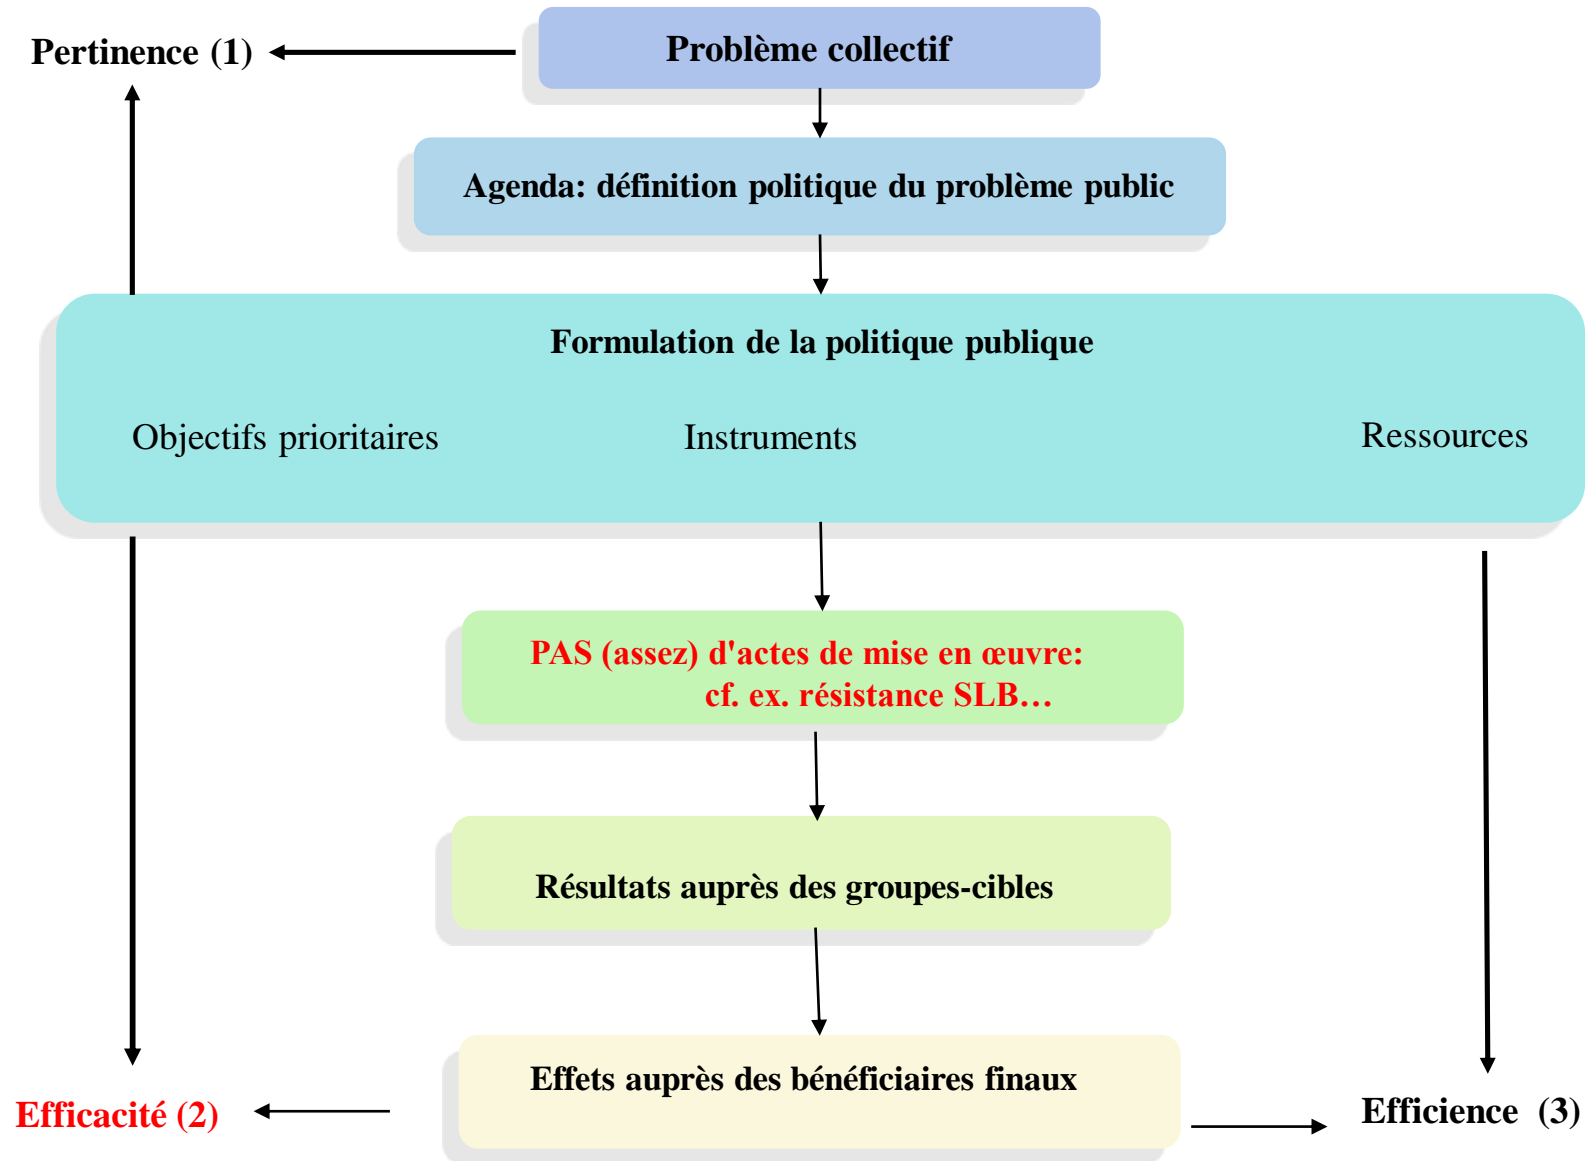 Pertinence (1)
Problème collectif
Agenda: définition politique du problème public
Formulation de la politique publique
Objectifs prioritaires
Instruments
Ressources
PAS (assez) d'actes de mise en œuvre:
cf. ex. résistance SLB…
Résultats auprès des groupes-cibles
Effets auprès des bénéficiaires finaux
Efficacité (2)
Efficience (3)